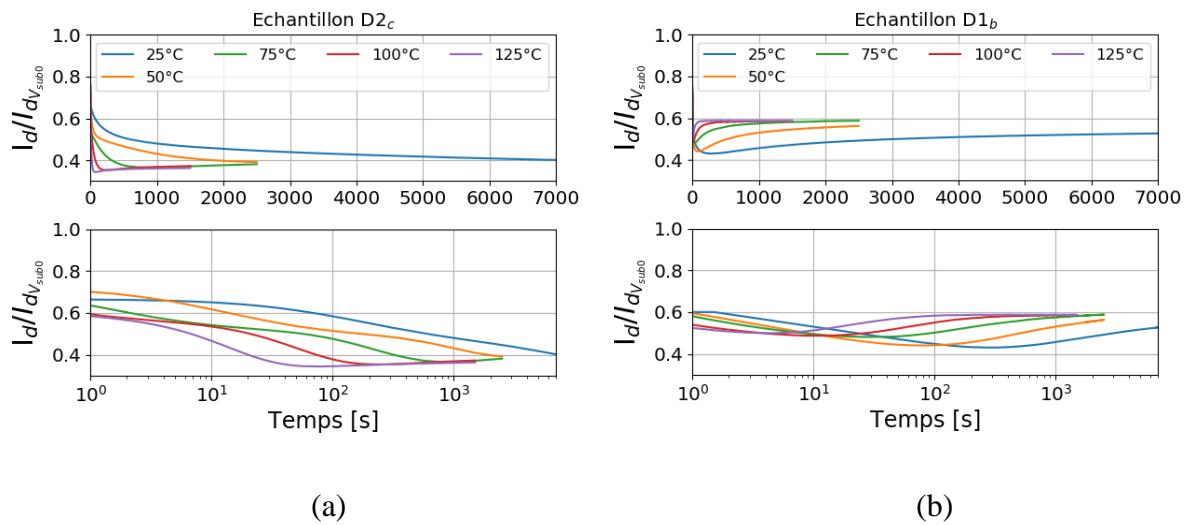 Echantillon D2c
Id/IdVsub0
1.0
0.8
0.6
0.4
25°C 75°C 100°C 125°C
50°C
0 1000 2000 3000 4000 5000 6000 7000
Id/IdVsub0
1.0
0.8
0.6
0.4
10^0 10^1 10^2 10^3
Temps [s]
(a)
Echantillon D1b
Id/IdVsub0
1.0
0.8
0.6
0.4
25°C 75°C 100°C 125°C
50°C
0 1000 2000 3000 4000 5000 6000 7000
Id/IdVsub0
1.0
0.8
0.6
0.4
10^0 10^1 10^2 10^3
Temps [s]
(b)